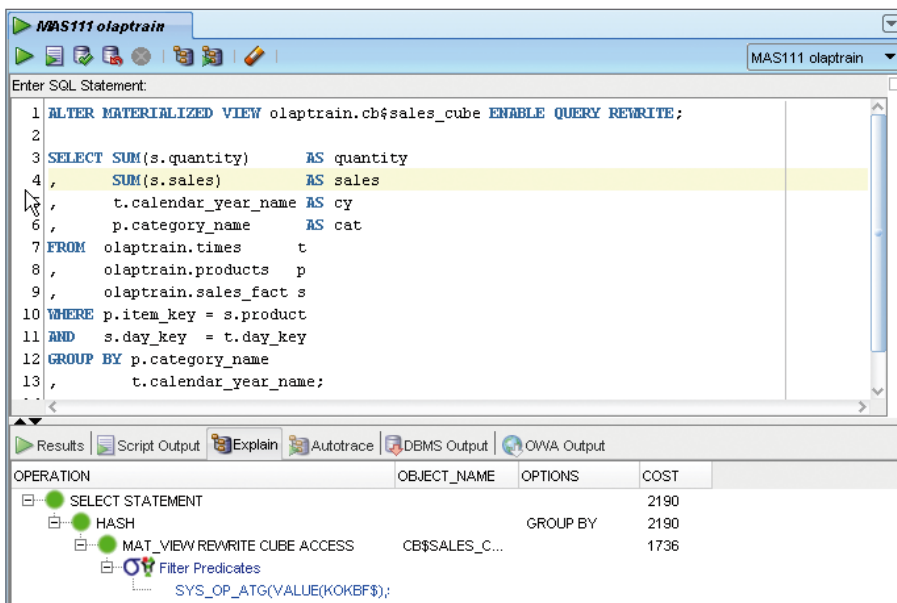 MAS111 olaptrain
MAS111 olaptrain
Enter SQL Statement:
1 ALTER MATERIALIZED VIEW olaptrain.cb$sales_cube ENABLE QUERY REWRITE;
2
3 SELECT SUM(s.quantity) AS quantity
4 , SUM(s.sales) AS sales
5 , t.calendar_year_name AS cy
6 , p.category_name AS cat
7 FROM olaptrain.times t
8 , olaptrain.products p
9 , olaptrain.sales_fact s
10 WHERE p.item_key = s.product
11 AND s.day_key = t.day_key
12 GROUP BY p.category_name
13 , t.calendar_year_name;
Results Script Output Explain Autotrace DBMS Output OWA Output
OPERATION OBJECT_NAME OPTIONS COST
SELECT STATEMENT 2190
HASH GROUP BY 2190
MAT_VIEW REWRITE CUBE ACCESS CB$SALES_C... 1736
Filter Predicates
SYS_OP_ATG(VALUE(KOKBF$),